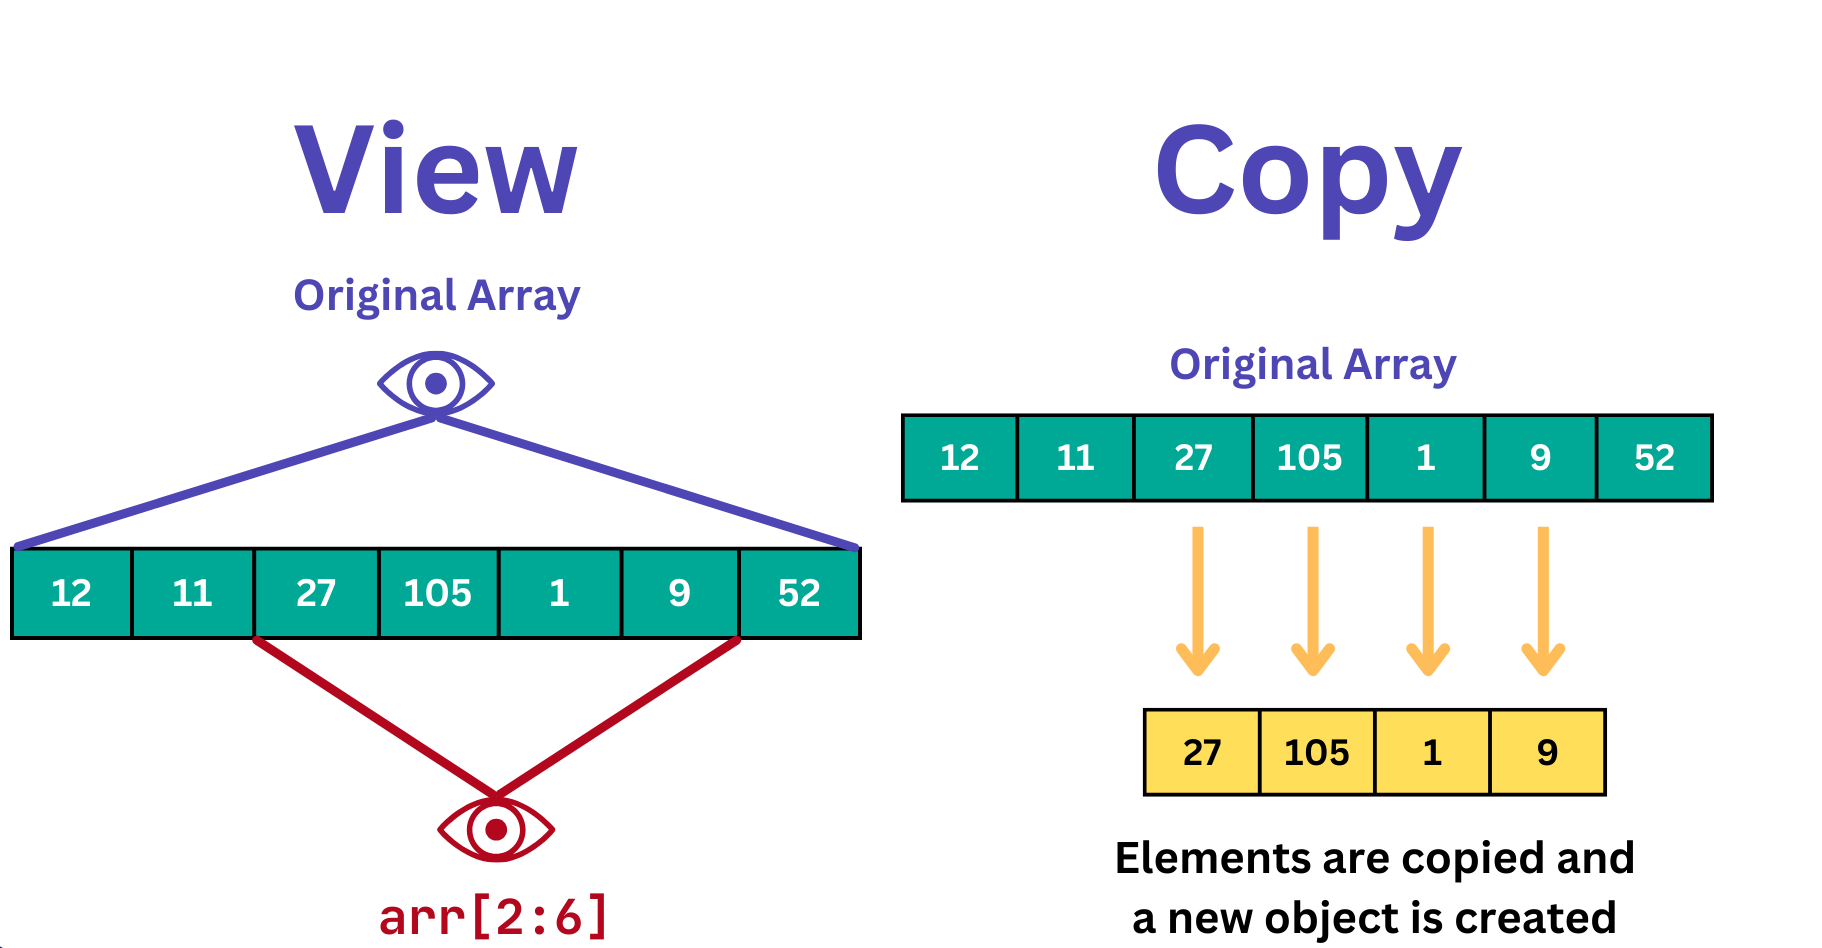 View
Original Array
12 11 27 105 1 9 52
arr[2:6]
Copy
Original Array
12 11 27 105 1 9 52
27 105 1 9
Elements are copied and
a new object is created